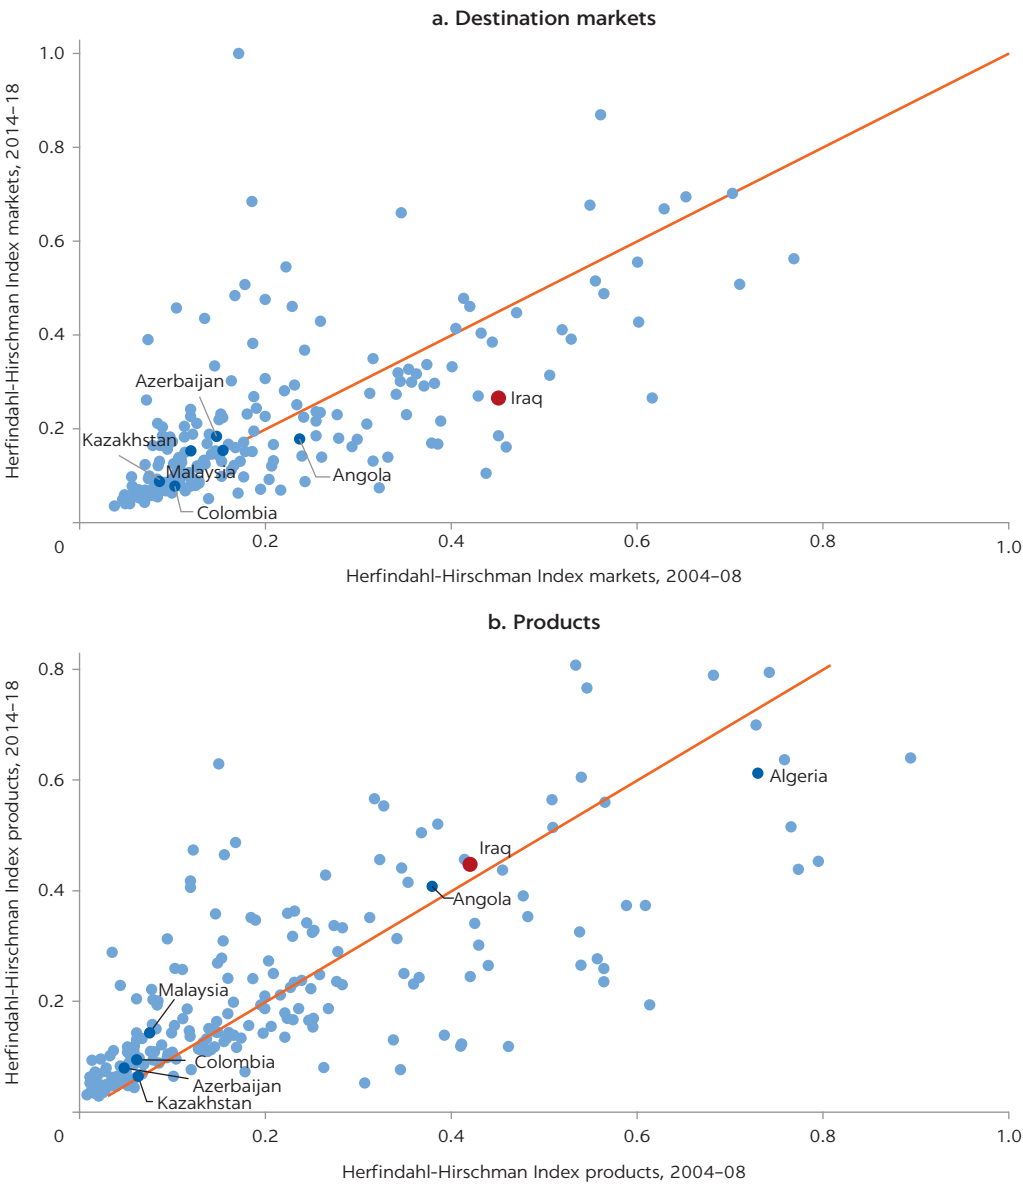 a. Destination markets
Herfindahl-Hirschman Index markets, 2014–18
1.0
0.8
0.6
0.4
0.2
0
Azerbaijan
Iraq
Kazakhstan
Malaysia
Angola
Colombia
0.2
0.4
0.6
0.8
1.0
Herfindahl-Hirschman Index markets, 2004–08
b. Products
Herfindahl-Hirschman Index products, 2014–18
0.8
0.6
0.4
0.2
0
Algeria
Iraq
Angola
Malaysia
Colombia
Azerbaijan
Kazakhstan
0.2
0.4
0.6
0.8
1.0
Herfindahl-Hirschman Index products, 2004–08